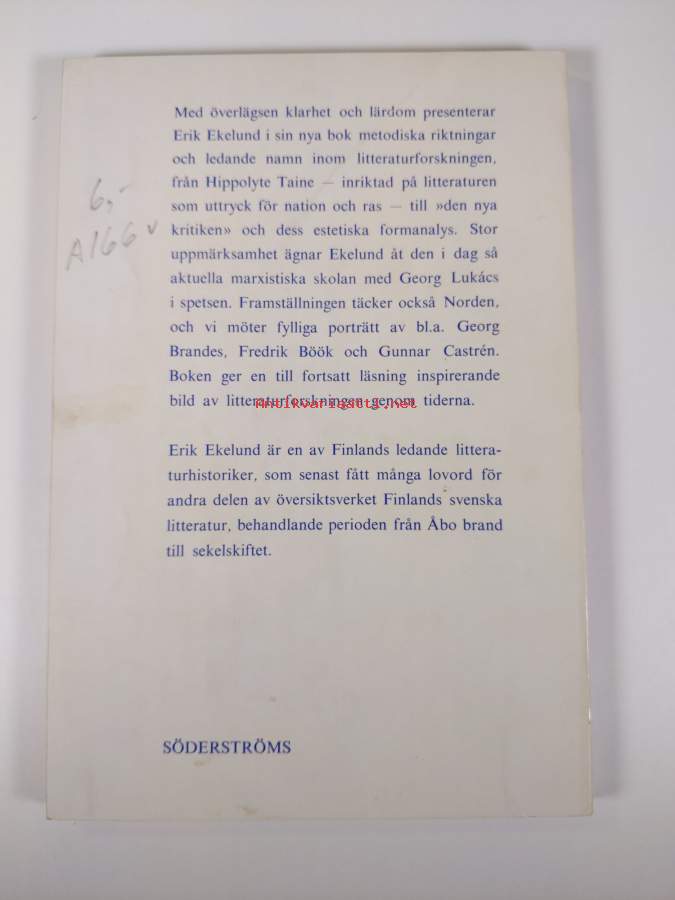 Med överlägsen klarhet och lärdom presenterar
Erik Ekelund i sin nya bok metodiska riktningar
och ledande namn inom litteraturforskningen,
från Hippolyte Taine — inriktad på litteraturen
som uttryck för nation och ras — till »den nya
kritiken» och dess estetiska formanalys. Stor
uppmärksamhet ägnar Ekelund åt den i dag så
aktuella marxistiska skolan med Georg Lukács
i spetsen. Framställningen täcker också Norden,
och vi möter fylliga porträtt av bl.a. Georg
Brandes, Fredrik Böök och Gunnar Castrén.
Boken ger en till fortsatt läsning inspirerande
bild av litteraturforskningen genom tiderna.
Antikvariaatti.net
Erik Ekelund är en av Finlands ledande littera-
turhistoriker, som senast fått många lovord för
andra delen av översiktsverket Finlands svenska
litteratur, behandlande perioden från Åbo brand
till sekelskiftet.
SÖDERSTRÖMS
6,-
A166 v